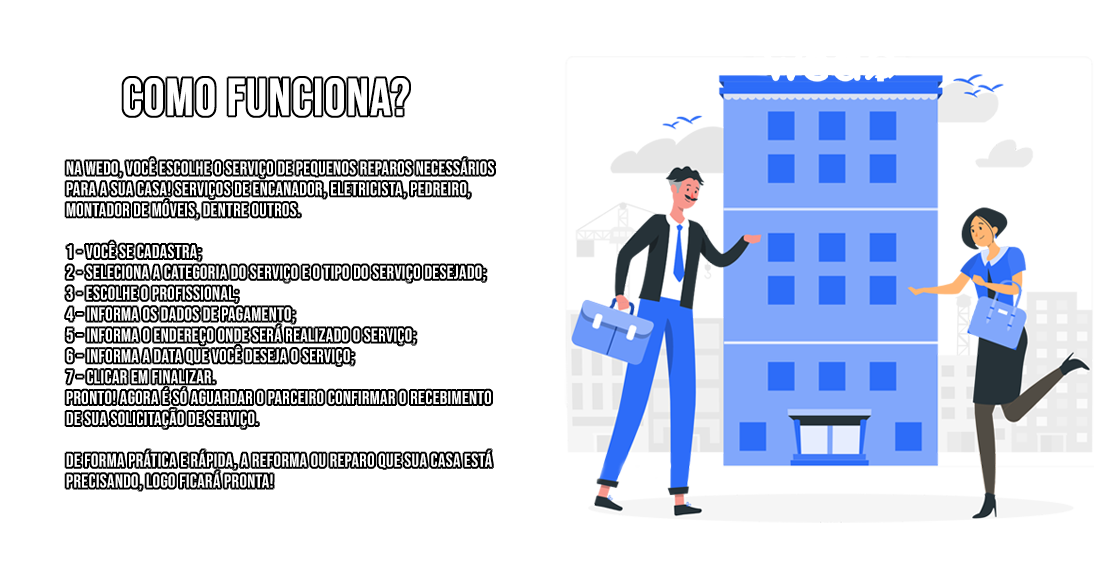 COMO FUNCIONA?
NA WEDO, VOCÊ ESCOLHE O SERVIÇO DE PEQUENOS REPAROS NECESSÁRIOS
PARA A SUA CASA! SERVIÇOS DE ENCANADOR, ELETRICISTA, PEDREIRO,
MONTADOR DE MÓVEIS, DENTRE OUTROS.
1 - VOCÊ SE CADASTRA;
2 - SELECIONA A CATEGORIA DO SERVIÇO E O TIPO DO SERVIÇO DESEJADO;
3 - ESCOLHE O PROFISSIONAL;
4 - INFORMA OS DADOS DE PAGAMENTO;
5 - INFORMA O ENDEREÇO ONDE SERÁ REALIZADO O SERVIÇO;
6 - INFORMA A DATA QUE VOCÊ DESEJA O SERVIÇO;
7 - CLICAR EM FINALIZAR.
PRONTO! AGORA É SÓ AGUARDAR O PARCEIRO CONFIRMAR O RECEBIMENTO
DE SUA SOLICITAÇÃO DE SERVIÇO.
DE FORMA PRÁTICA E RÁPIDA, A REFORMA OU REPARO QUE SUA CASA ESTÁ
PRECISANDO, LOGO FICARÁ PRONTA!